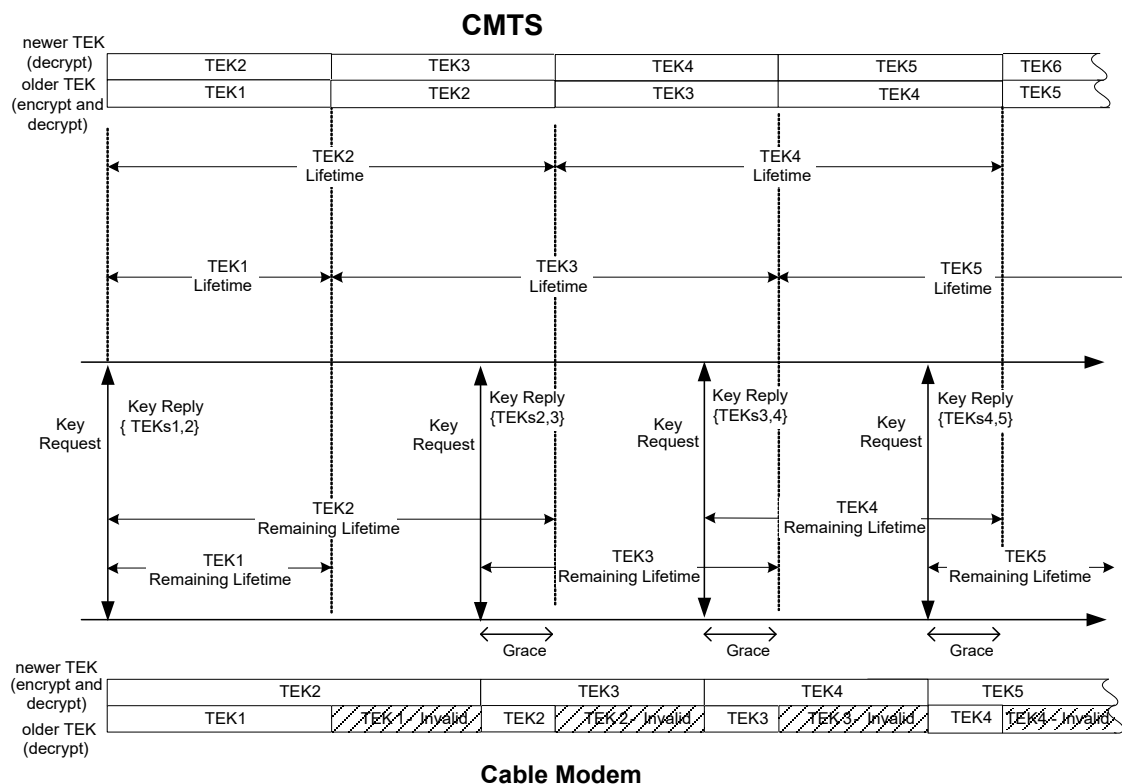 CMTS
newer TEK
(decrypt)
TEK2 TEK3 TEK4 TEK5 TEK6
older TEK
(encrypt and
decrypt)
TEK1 TEK2 TEK3 TEK4 TEK5
TEK2
Lifetime
TEK4
Lifetime
TEK1
Lifetime
TEK3
Lifetime
TEK5
Lifetime
Key
Request
Key Reply
{ TEKs1,2}
Key
Request
Key Reply
{TEKs2,3}
Key
Request
Key Reply
{TEKs3,4}
Key
Request
Key Reply
{TEKs4,5}
TEK2
Remaining Lifetime
TEK4
Remaining Lifetime
TEK1
Remaining Lifetime
TEK3
Remaining Lifetime
TEK5
Remaining Lifetime
Grace Grace Grace
newer TEK
(encrypt and
decrypt)
TEK2 TEK3 TEK4 TEK5
older TEK
(decrypt)
TEK1 TEK 1 - Invalid TEK2 TEK 2 - Invalid TEK3 TEK 3 - Invalid TEK4 TEK4 - Invalid
Cable Modem